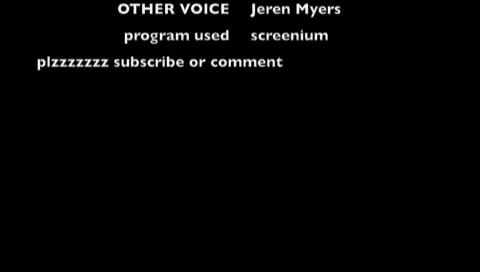 OTHER VOICE Jeren Myers
program used screenium
plzzzzzzz subscribe or comment